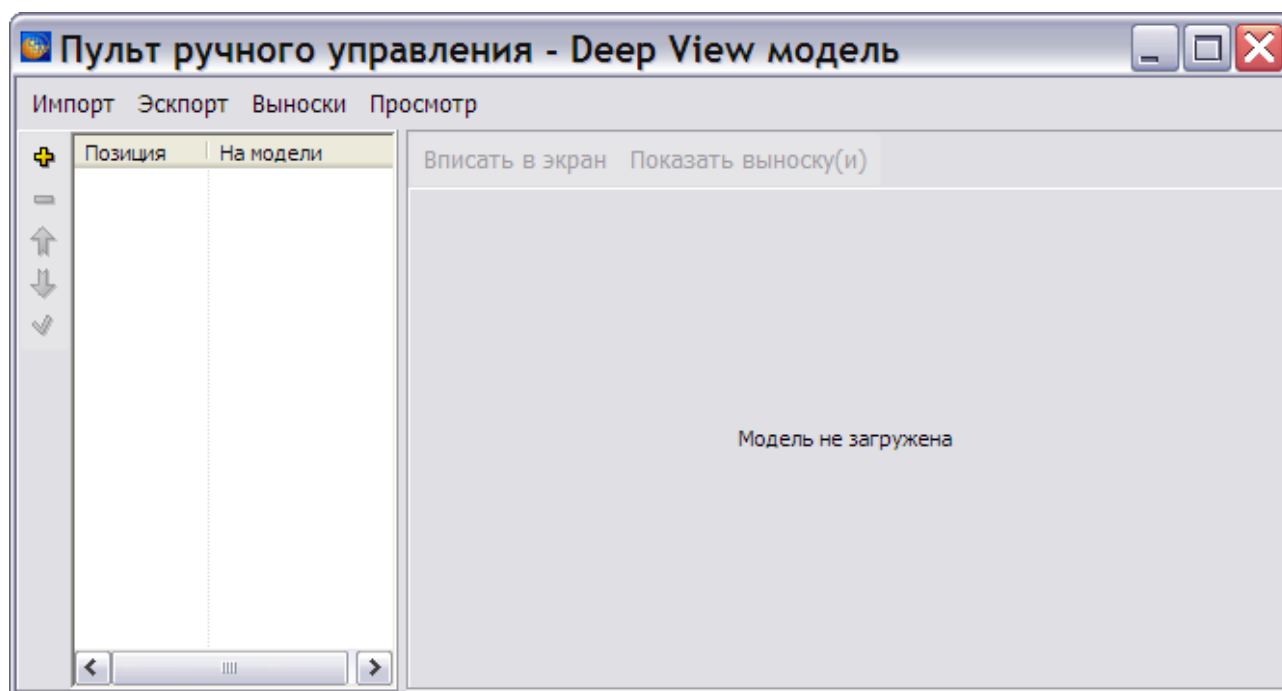 Пульт ручного управления - Deep View модель
Импорт Эскпорт Выноски Просмотр
Позиция На модели
Вписать в экран Показать выноску(и)
Модель не загружена